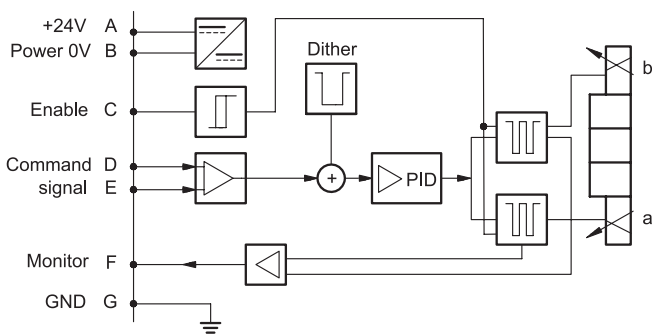 +24V A
Power 0V B
Dither
b
Enable C
Command D
signal E
+
PID
a
Monitor F
GND G